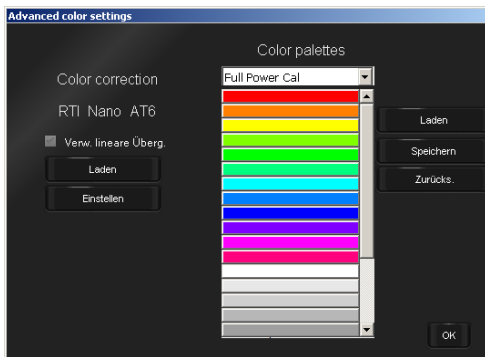 Advanced color settings
Color palettes
Color correction
Full Power Cal
RTI Nano AT6
Verw. lineare Überg.
Laden
Einstellen
Laden
Speichern
Zurücks.
OK